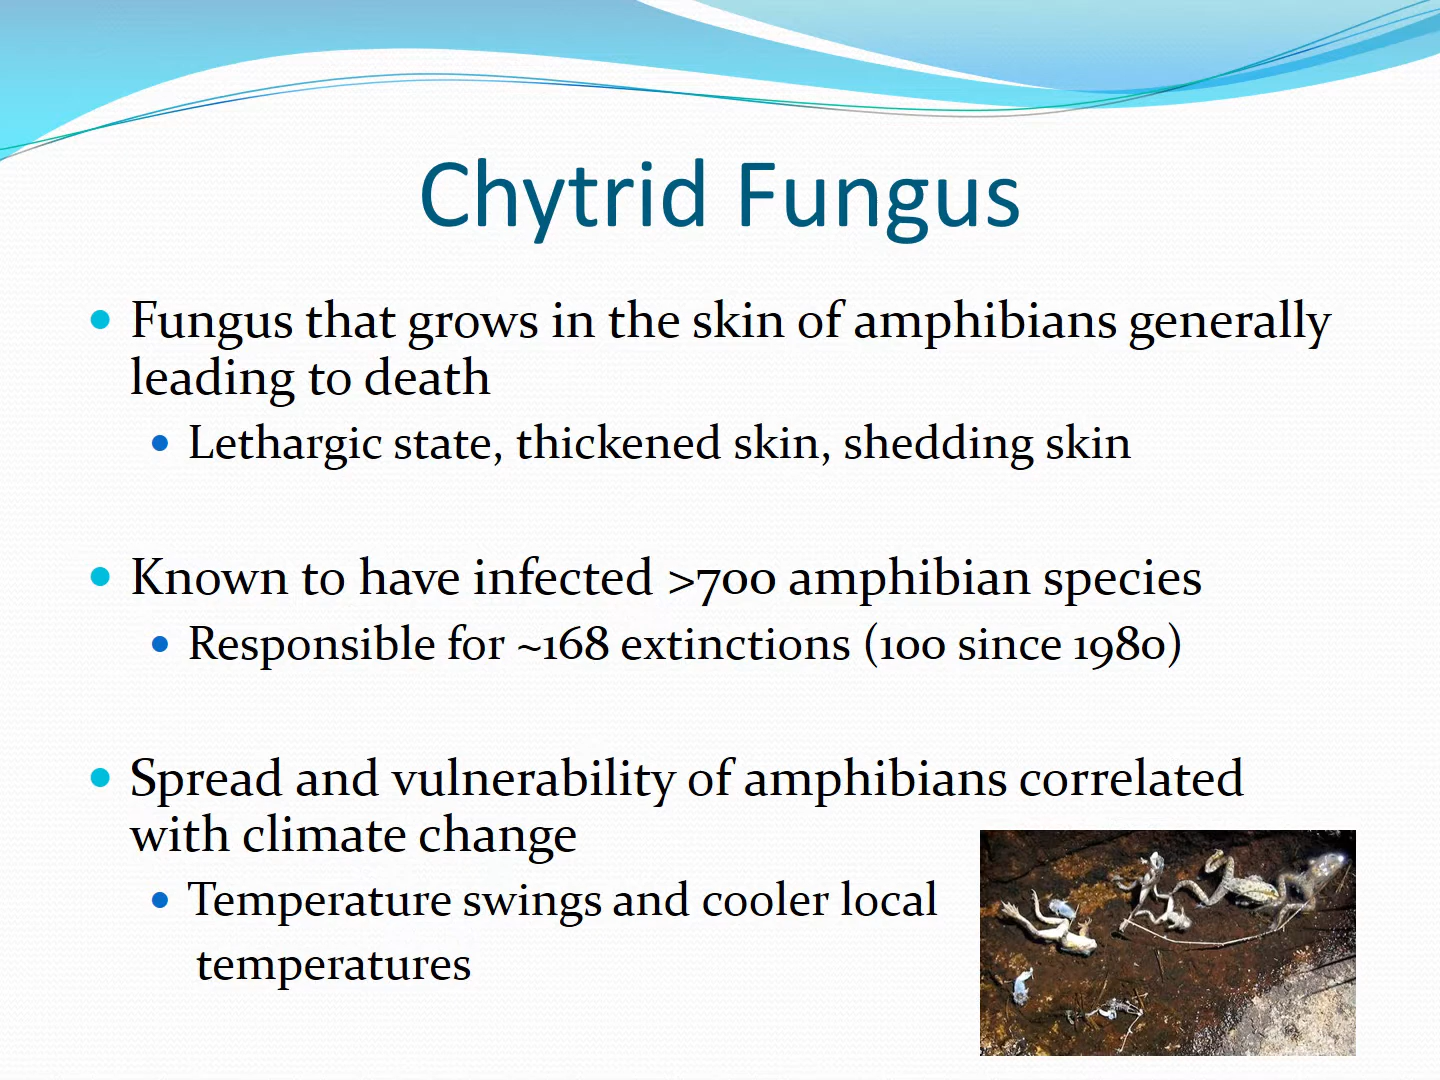 Chytrid Fungus
Fungus that grows in the skin of amphibians generally
leading to death
Lethargic state, thickened skin, shedding skin
Known to have infected >700 amphibian species
Responsible for ~168 extinctions (100 since 1980)
Spread and vulnerability of amphibians correlated
with climate change
Temperature swings and cooler local
temperatures